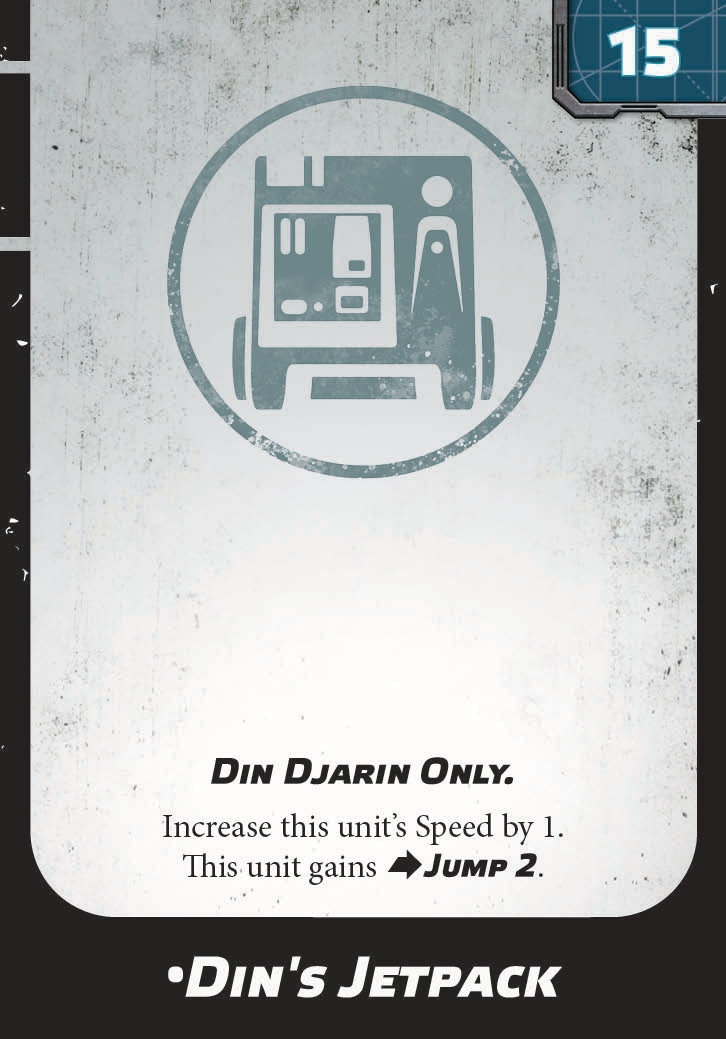 15
Din Djarin Only.
Increase this unit's Speed by 1.
This unit gains Jump 2.
•Din's Jetpack